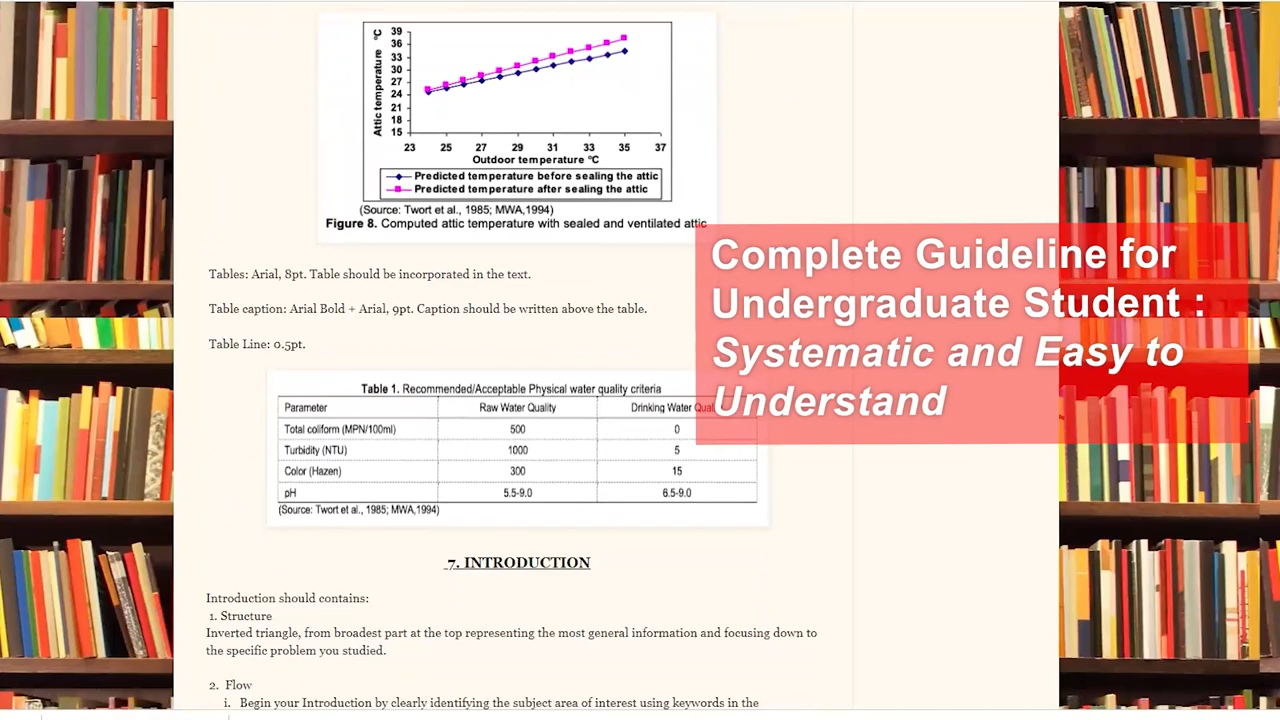 39
36
33
30
27
24
21
18
15
Attic temperature °C
23 25 27 29 31 33 35 37
Outdoor temperature °C
Predicted temperature before sealing the attic
Predicted temperature after sealing the attic
(Source: Twort et al., 1985; MWA,1994)
Figure 8. Computed attic temperature with sealed and ventilated attic
Complete Guideline for
Undergraduate Student :
Systematic and Easy to
Understand
Tables: Arial, 8pt. Table should be incorporated in the text.
Table caption: Arial Bold + Arial, 9pt. Caption should be written above the table.
Table Line: 0.5pt.
Table 1. Recommended/Acceptable Physical water quality criteria
Parameter Raw Water Quality Drinking Water
Total coliform (MPN/100ml) 500 0
Turbidity (NTU) 1000 5
Color (Hazen) 300 15
pH 5.5-9.0 6.5-9.0
(Source: Twort et al., 1985; MWA,1994)
7. INTRODUCTION
Introduction should contains:
1. Structure
Inverted triangle, from broadest part at the top representing the most general information and focusing down to
the specific problem you studied.
2. Flow
i. Begin your Introduction by clearly identifying the subject area of interest using keywords in the